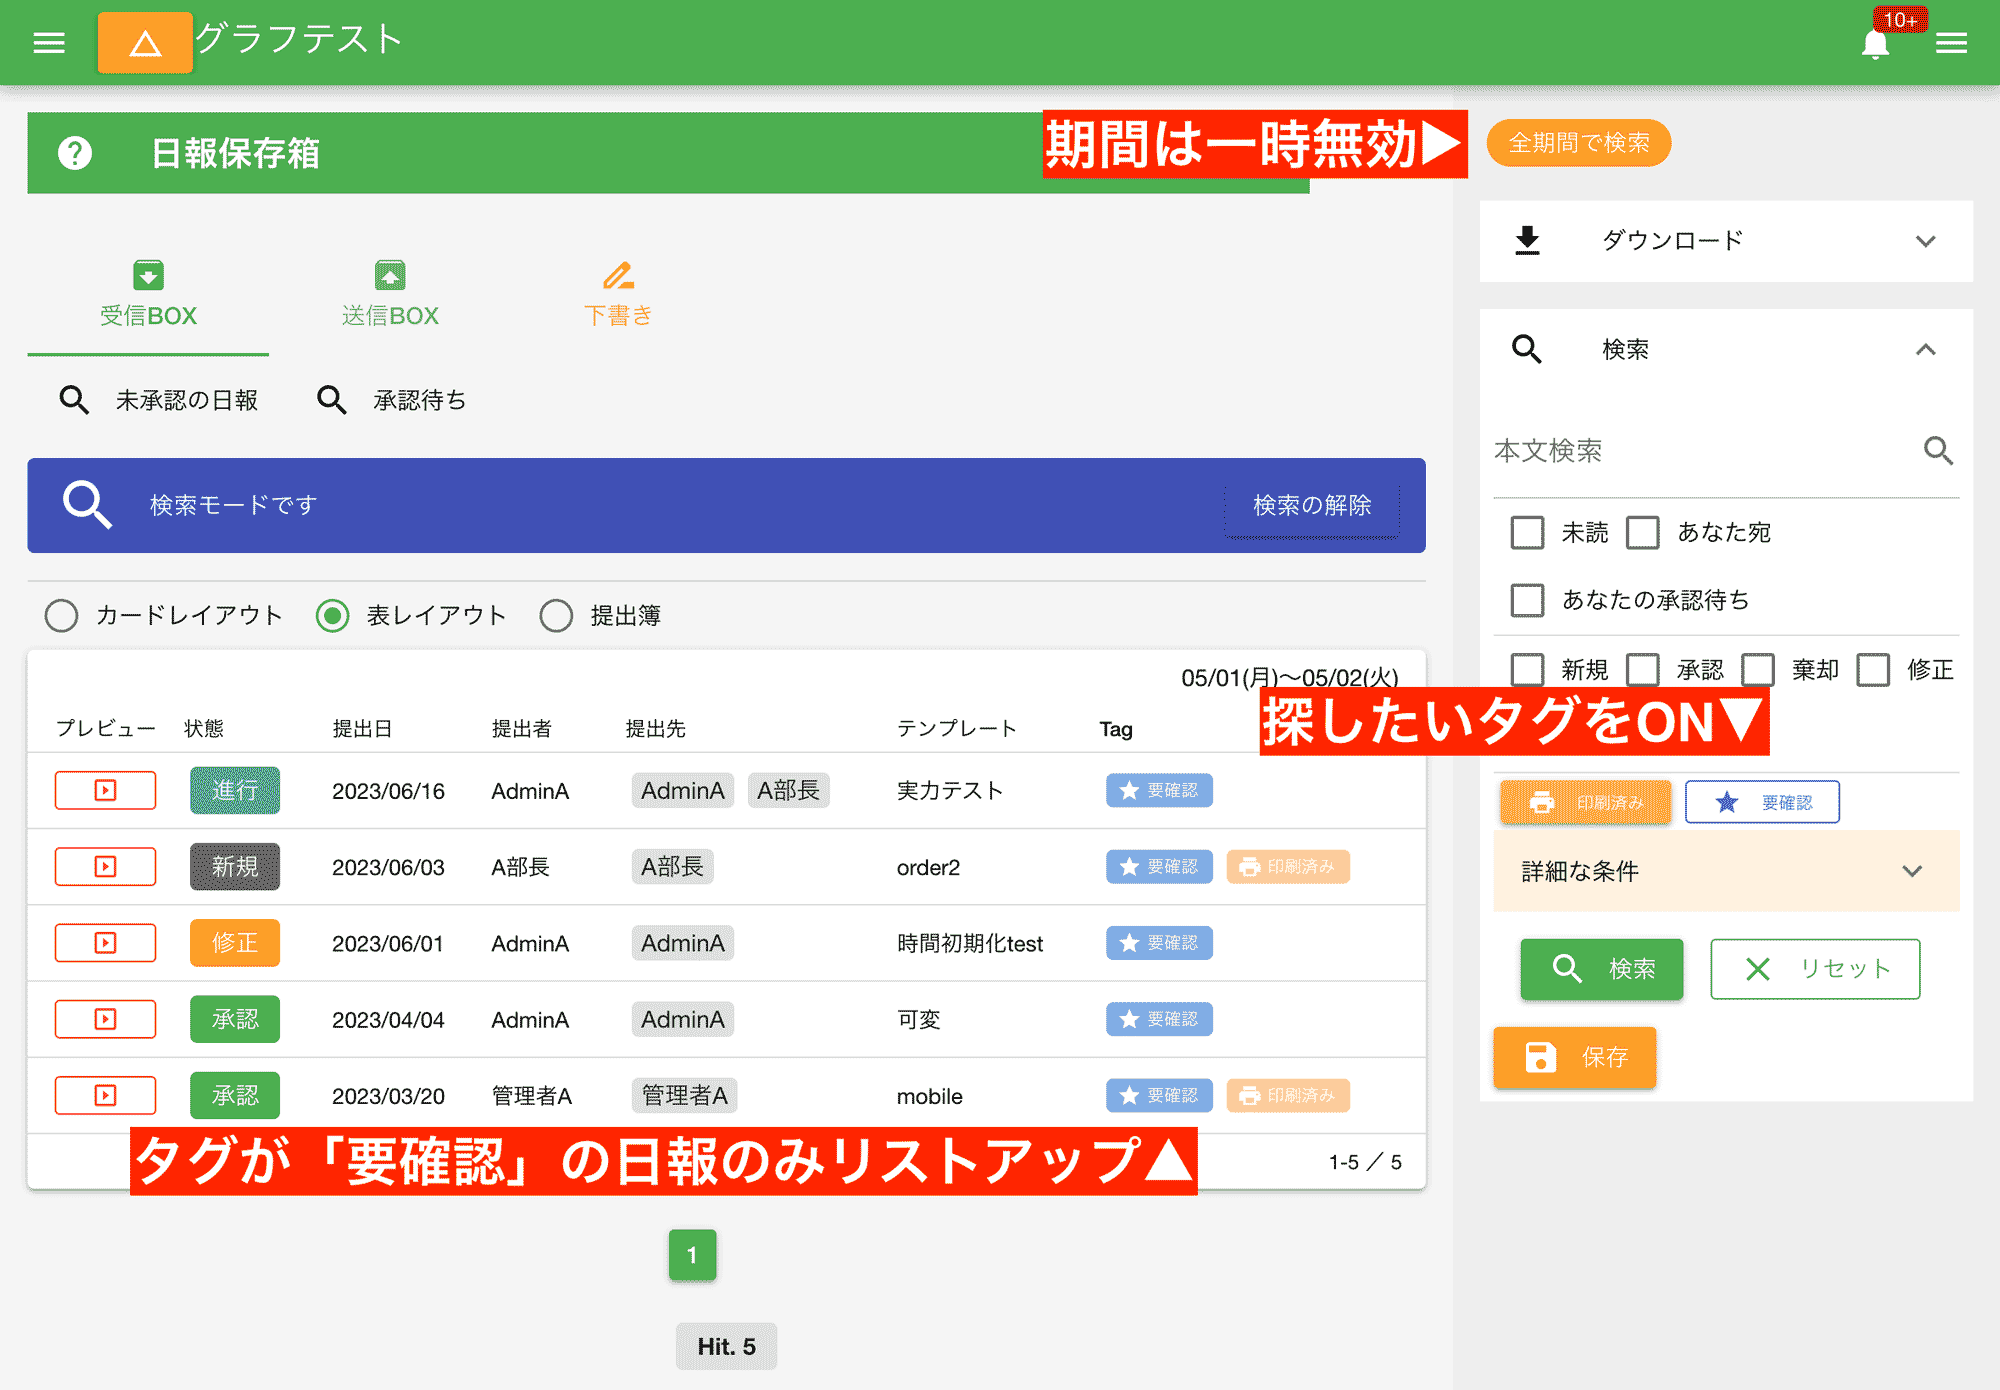 グラフテスト
10+
日報保存箱
期間は一時無効▶
全期間で検索
ダウンロード
検索
受信BOX
送信BOX
下書き
未承認の日報
承認待ち
本文検索
検索モードです
検索の解除
未読
あなた宛
あなたの承認待ち
カードレイアウト
表レイアウト
提出簿
新規
承認
棄却
修正
05/01(月)〜05/02(火)
探したいタグをON▼
プレビュー 状態 提出日 提出者 提出先 テンプレート Tag
進行 2023/06/16 AdminA AdminA A部長 実力テスト 要確認
新規 2023/06/03 A部長 A部長 order2 要確認 印刷済み
修正 2023/06/01 AdminA AdminA 時間初期化test 要確認
承認 2023/04/04 AdminA AdminA 可変 要確認
承認 2023/03/20 管理者A 管理者A mobile 要確認 印刷済み
タグが「要確認」の日報のみリストアップ▲
1-5 ／ 5
印刷済み
要確認
詳細な条件
検索
リセット
保存
1
Hit. 5